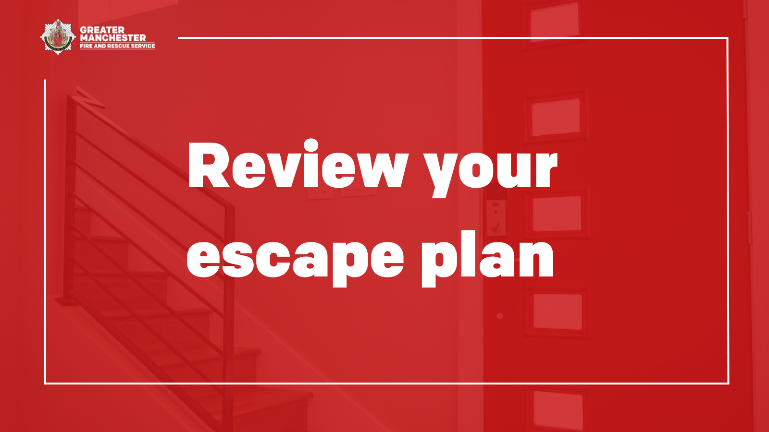 GREATER
MANCHESTER
FIRE AND RESCUE SERVICE
Review your
escape plan